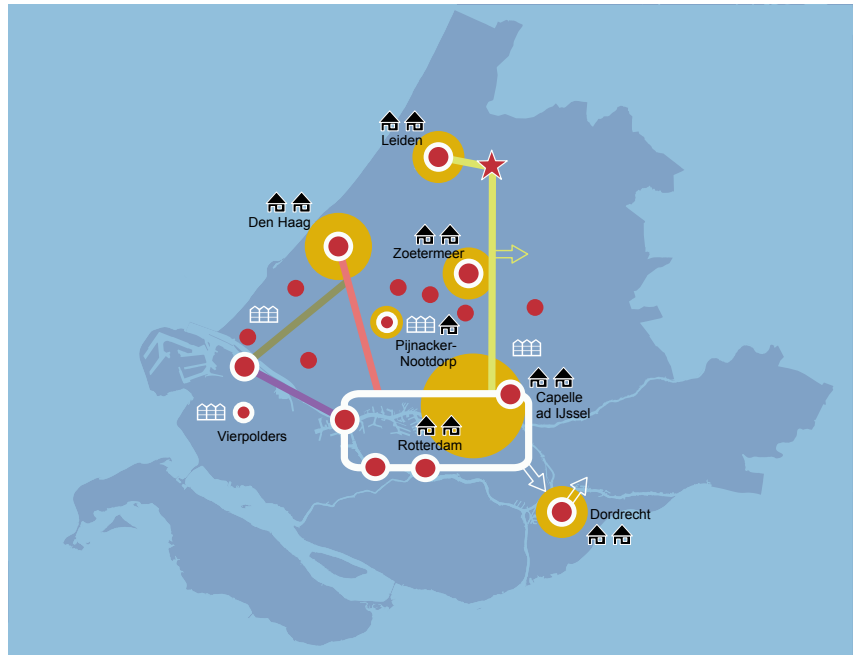 Leiden
Den Haag
Zoetermeer
Pijnacker-
Nootdorp
Capelle
ad IJssel
Rotterdam
Vierpolders
Dordrecht